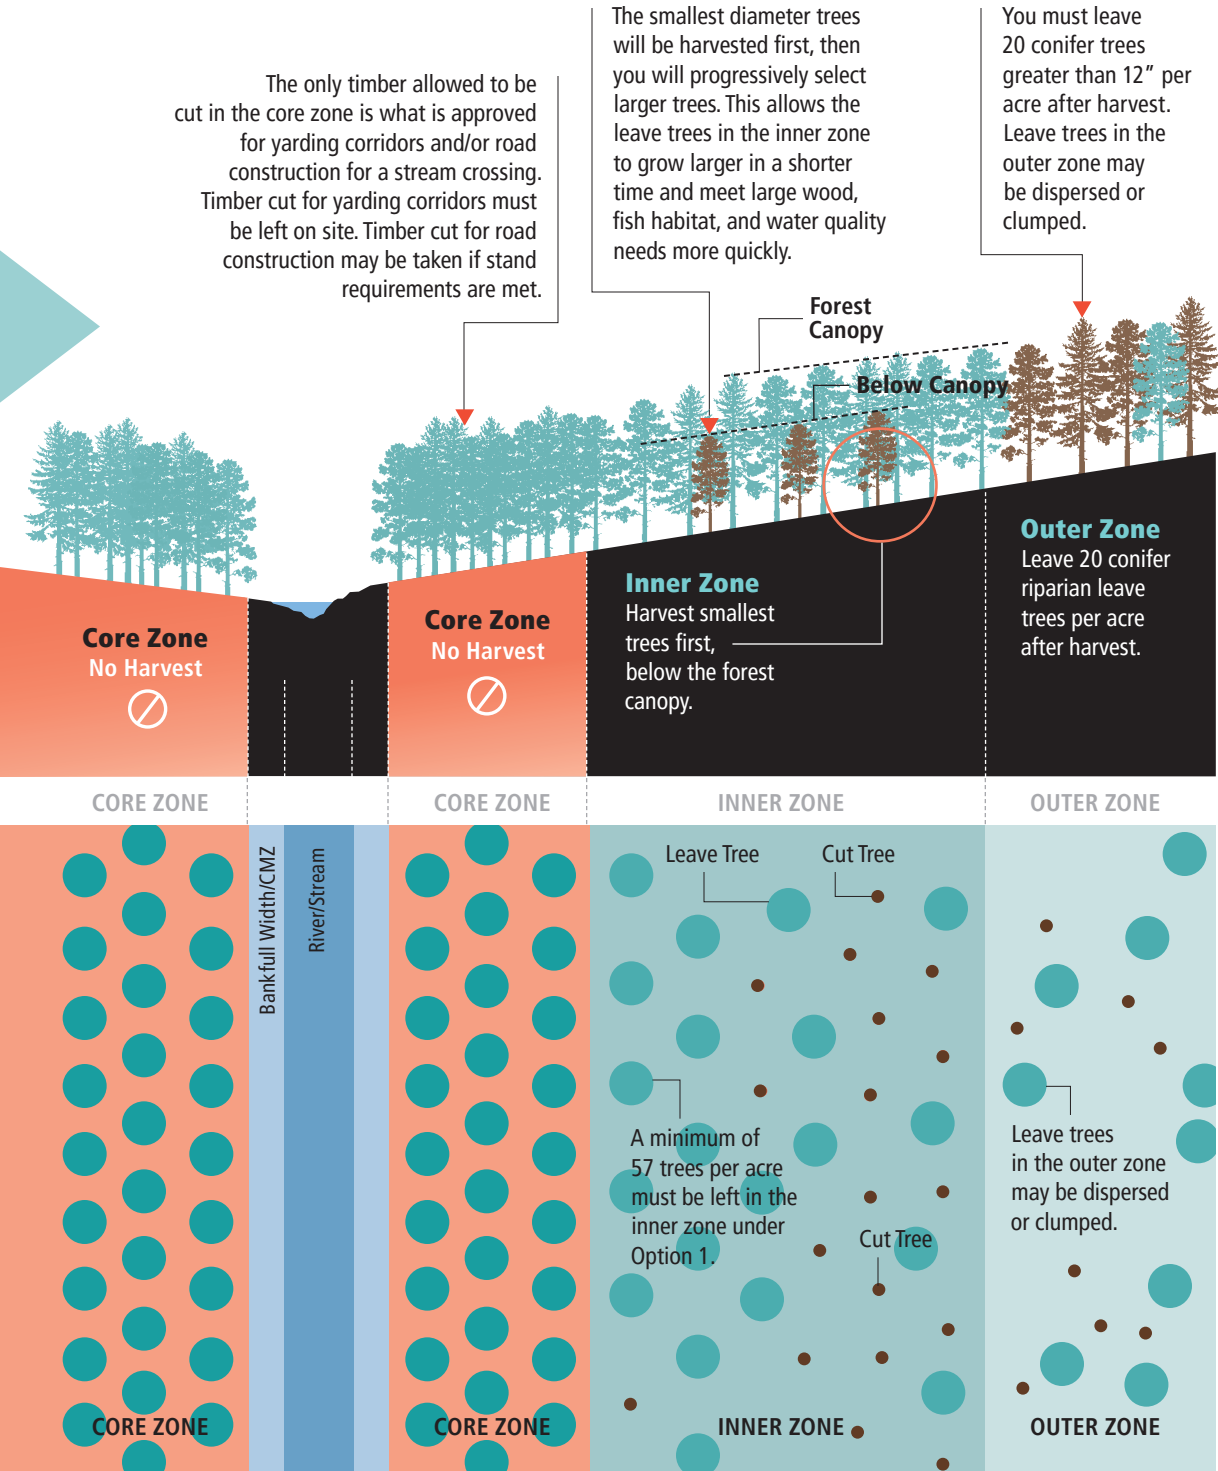 The only timber allowed to be
cut in the core zone is what is approved
for yarding corridors and/or road
construction for a stream crossing.
Timber cut for yarding corridors must
be left on site. Timber cut for road
construction may be taken if stand
requirements are met.
The smallest diameter trees
will be harvested first, then
you will progressively select
larger trees. This allows the
leave trees in the inner zone
to grow larger in a shorter
time and meet large wood,
fish habitat, and water quality
needs more quickly.
You must leave
20 conifer trees
greater than 12” per
acre after harvest.
Leave trees in the
outer zone may
be dispersed or
clumped.
Forest
Canopy
Below Canopy
Core Zone
No Harvest
Core Zone
No Harvest
Inner Zone
Harvest smallest
trees first,
below the forest
canopy.
Outer Zone
Leave 20 conifer
riparian leave
trees per acre
after harvest.
CORE ZONE
CORE ZONE
INNER ZONE
OUTER ZONE
Bankfull Width/CMZ
River/Stream
Leave Tree
Cut Tree
A minimum of
57 trees per acre
must be left in the
inner zone under
Option 1.
Cut Tree
Leave trees
in the outer zone
may be dispersed
or clumped.
CORE ZONE
CORE ZONE
INNER ZONE
OUTER ZONE